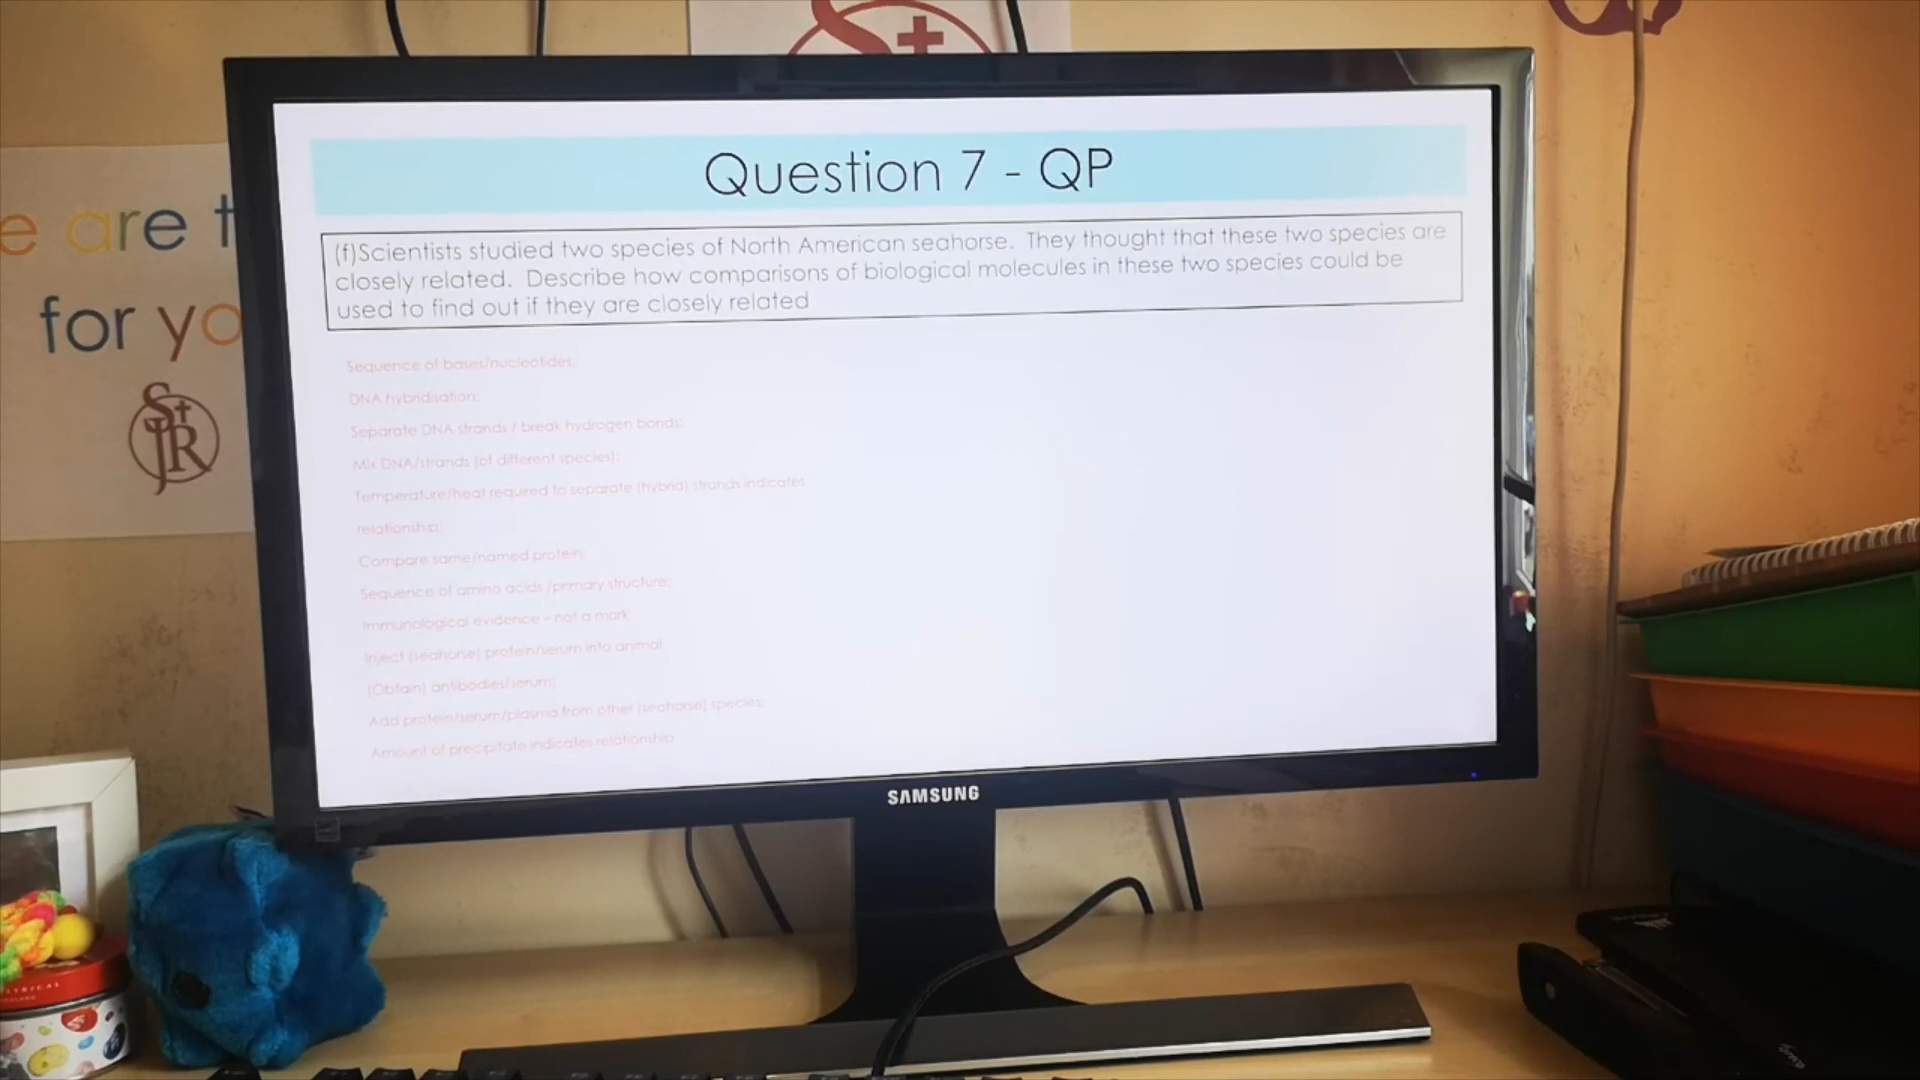 Question 7 - QP
(f)Scientists studied two species of North American seahorse. They thought that these two species are
closely related. Describe how comparisons of biological molecules in these two species could be
used to find out if they are closely related
Sequence of bases/nucleotides;
DNA hybridisation;
Separate DNA strands / break hydrogen bonds;
Mix DNA/strands (of different species);
Temperature/heat required to separate (hybrid) strands indicates
relationship;
Compare same/named protein;
Sequence of amino acids /primary structure;
Immunological evidence - not a mark
Inject (seahorse) protein/serum into animal
(Obtain) antibodies/serum;
Add protein/serum/plasma from other (seahorse) species;
Amount of precipitate indicates relationship
SAMSUNG
e are t
for yo
SJR